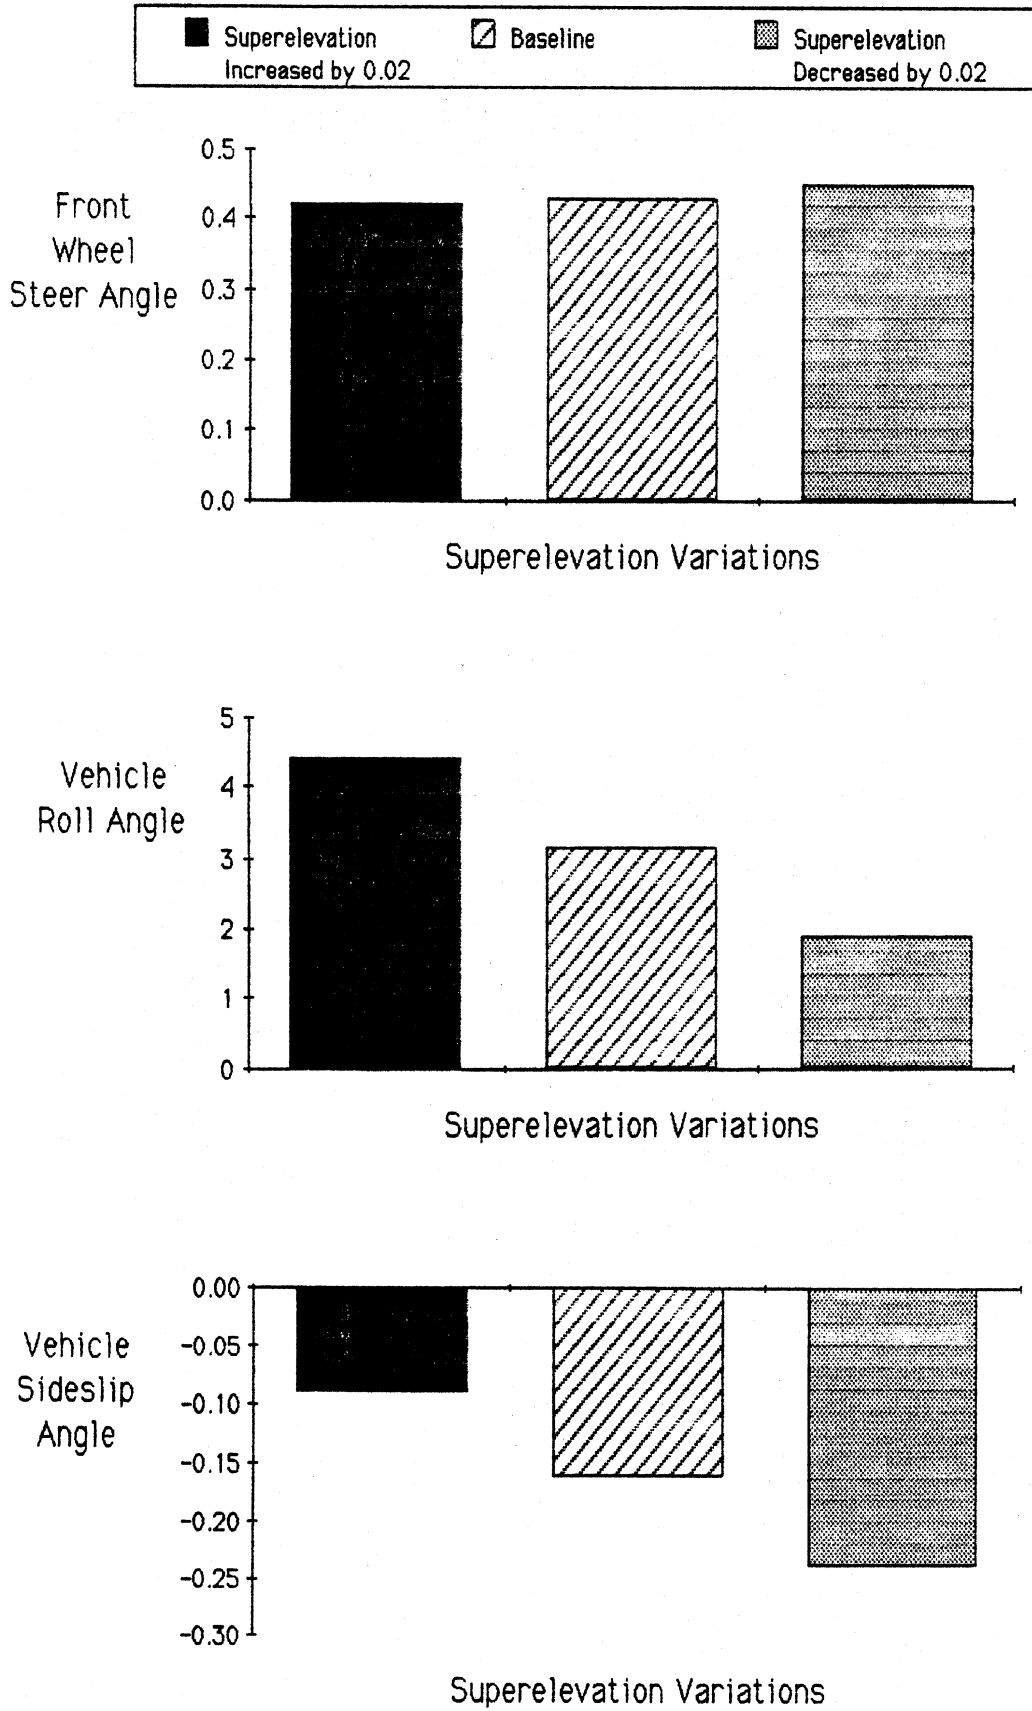 Superelevation
Increased by 0.02
Baseline
Superelevation
Decreased by 0.02
Front
Wheel
Steer Angle
0.5
0.4
0.3
0.2
0.1
0.0
Superelevation Variations
Vehicle
Roll Angle
5
4
3
2
1
0
Superelevation Variations
Vehicle
Sideslip
Angle
0.00
-0.05
-0.10
-0.15
-0.20
-0.25
-0.30
Superelevation Variations